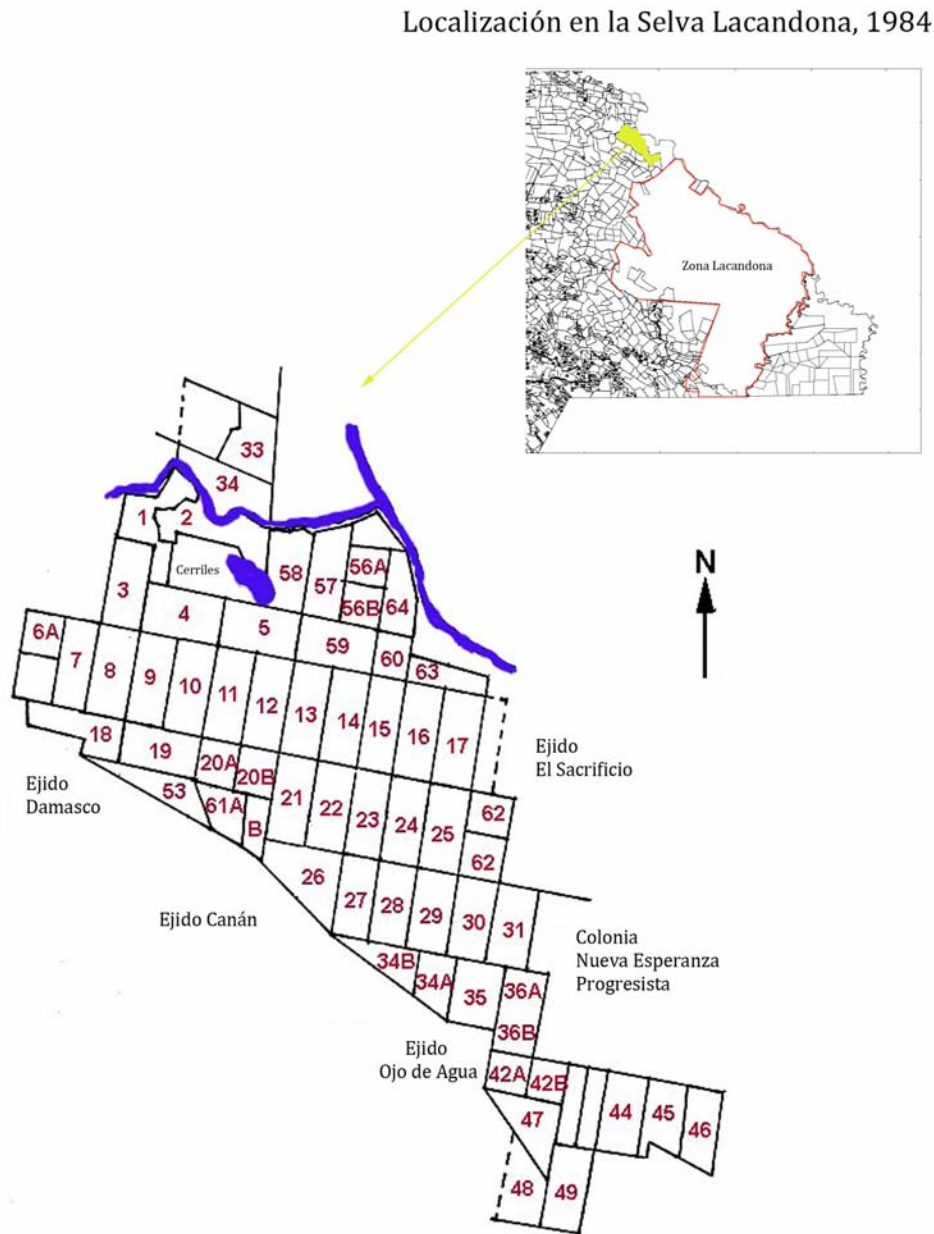 Localización en la Selva Lacandona, 1984
Zona Lacandona
33
34
1
2
Cerriles
58
57
56A
56B
64
3
4
5
59
60
63
6A
7
8
9
10
11
12
13
14
15
16
17
N
Ejido
El Sacrificio
18
19
20A
20B
21
22
23
24
25
62
62
Ejido
Damasco
53
61A
B
26
27
28
29
30
31
Ejido Canán
Colonia
Nueva Esperanza
Progresista
34B
34A
35
36A
36B
Ejido
Ojo de Agua
42A
42B
44
45
46
47
48
49